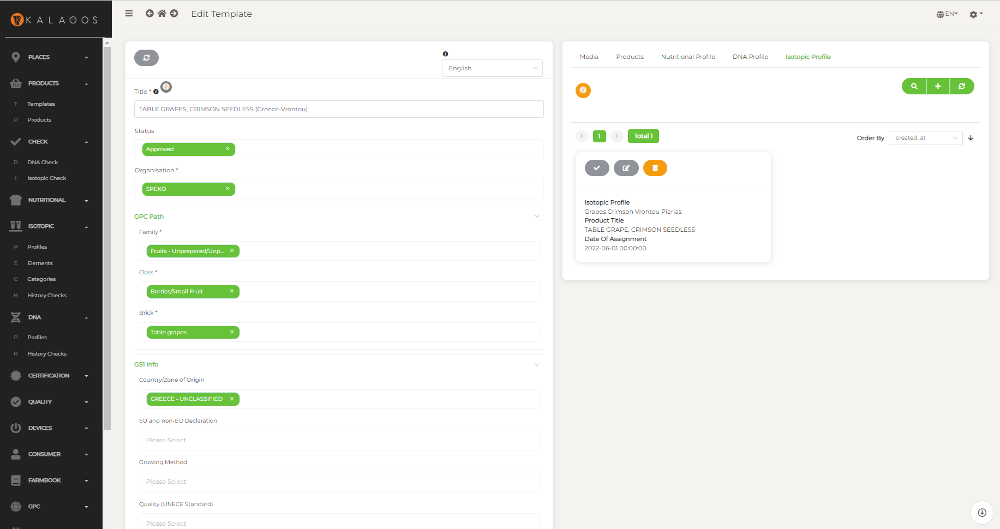 KALAΘOS
Edit Template
EN
PLACES
PRODUCTS
T Templates
P Products
CHECK
D DNA Check
I Isotopic Check
NUTRITIONAL
ISOTOPIC
P Profiles
E Elements
C Categories
H History Checks
DNA
P Profiles
H History Checks
CERTIFICATION
QUALITY
DEVICES
CONSUMER
FARMBOOK
GPC
English
Title *
TABLE GRAPES, CRIMSON SEEDLESS (Greece-Vrontou)
Status
Approved
Organisation *
SPEKO
GPC Path
Family *
Fruits - Unprepared/Unp...
Class *
Berries/Small Fruit
Brick *
Table grapes
GS1 Info
Country/Zone of Origin
GREECE - UNCLASSIFIED
EU and non-EU Declaration
Please Select
Growing Method
Please Select
Quality (UNECE Standard)
Please Select
Media Products Nutritional Profile DNA Profile Isotopic Profile
1 Total 1
Order By created_at
Isotopic Profile
Grapes Crimson Vrontou Pierias
Product Title
TABLE GRAPE, CRIMSON SEEDLESS
Date Of Assignment
2022-06-01 00:00:00